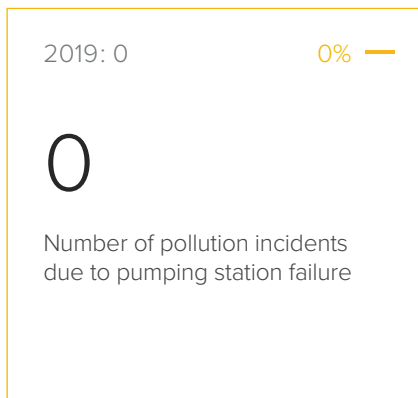 2019: 0 0%
0
Number of pollution incidents
due to pumping station failure